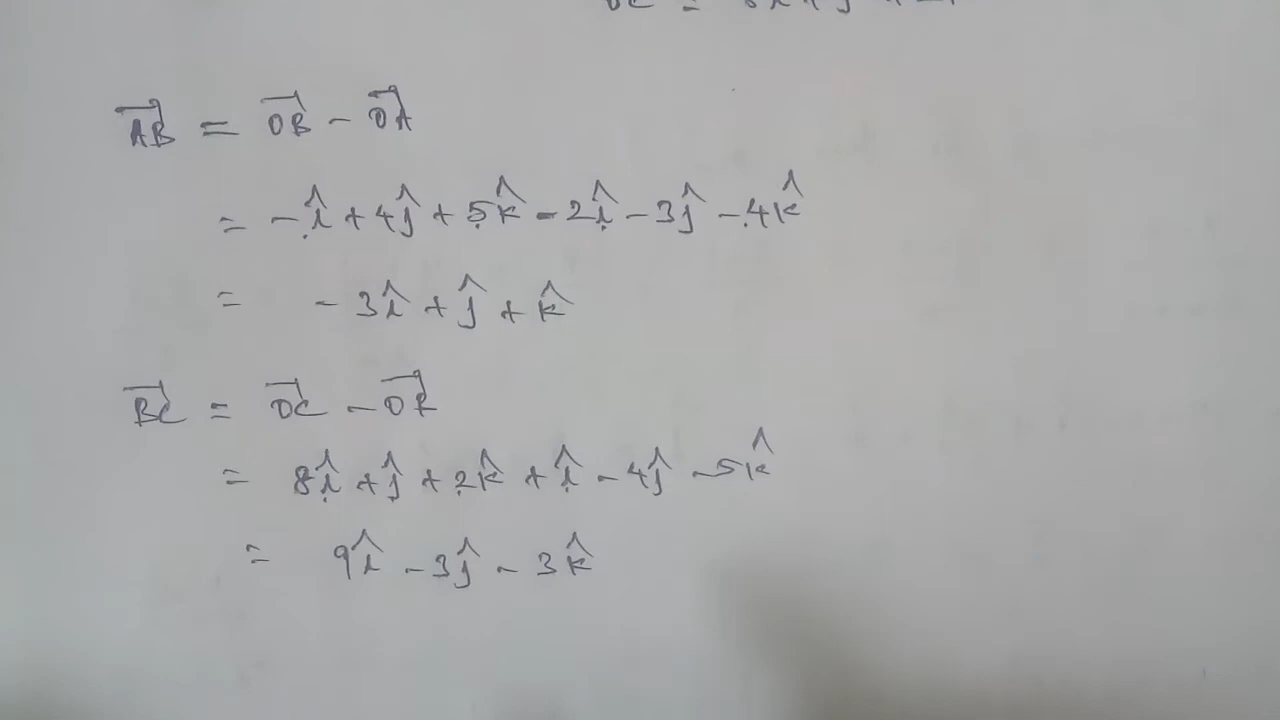 AB⃗ = OB⃗ - OA⃗
= -î + 4ĵ + 5k̂ - 2î - 3ĵ - 4k̂
= - 3î + ĵ + k̂
BC⃗ = OC⃗ - OB⃗
= 8î + ĵ + 2k̂ + î - 4ĵ - 5k̂
= 9î - 3ĵ - 3k̂